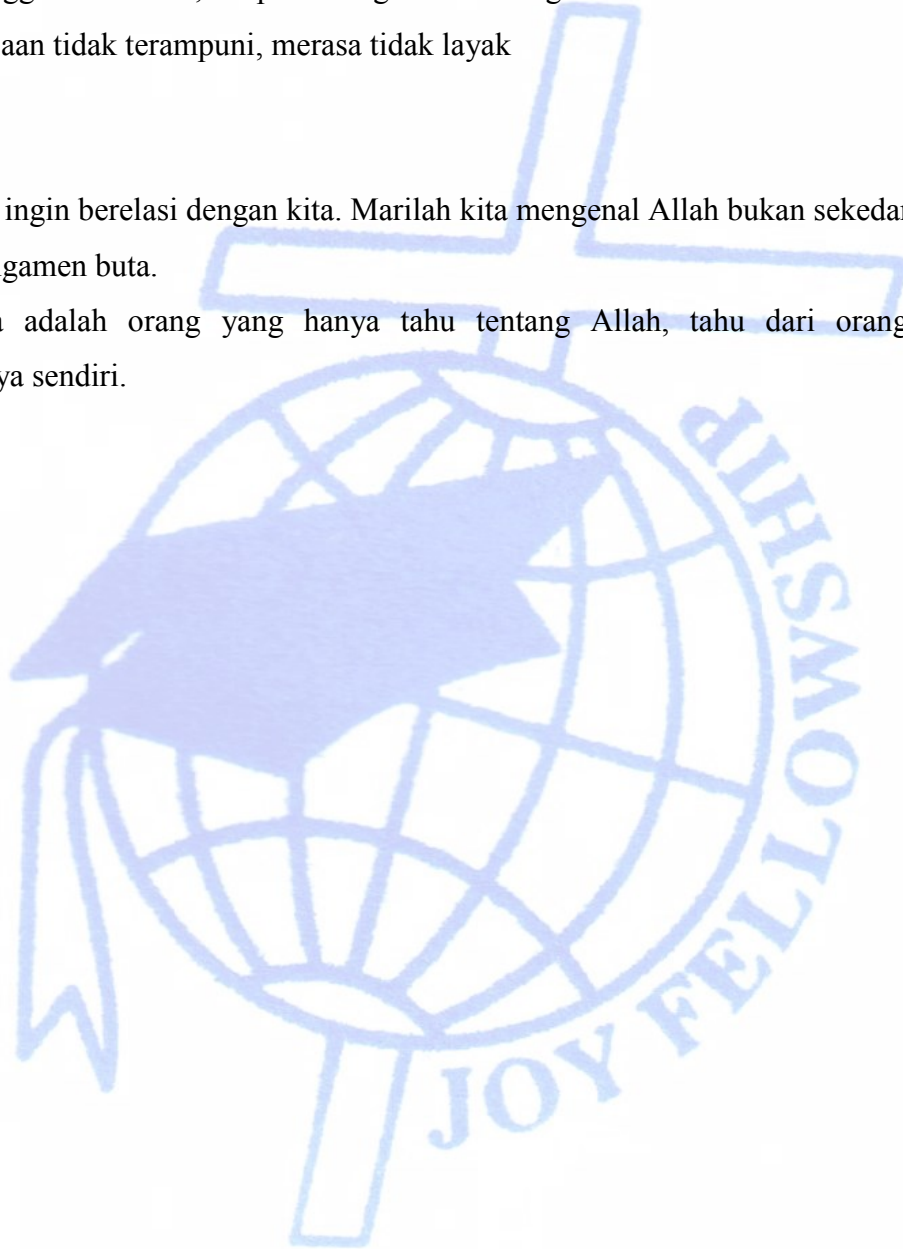 aan tidak terampuni, merasa tidak layak
ingin berelasi dengan kita. Marilah kita mengenal Allah bukan sekedar
gamen buta.
adalah orang yang hanya tahu tentang Allah, tahu dari orang
ya sendiri.
JOY FELLOWSHIP